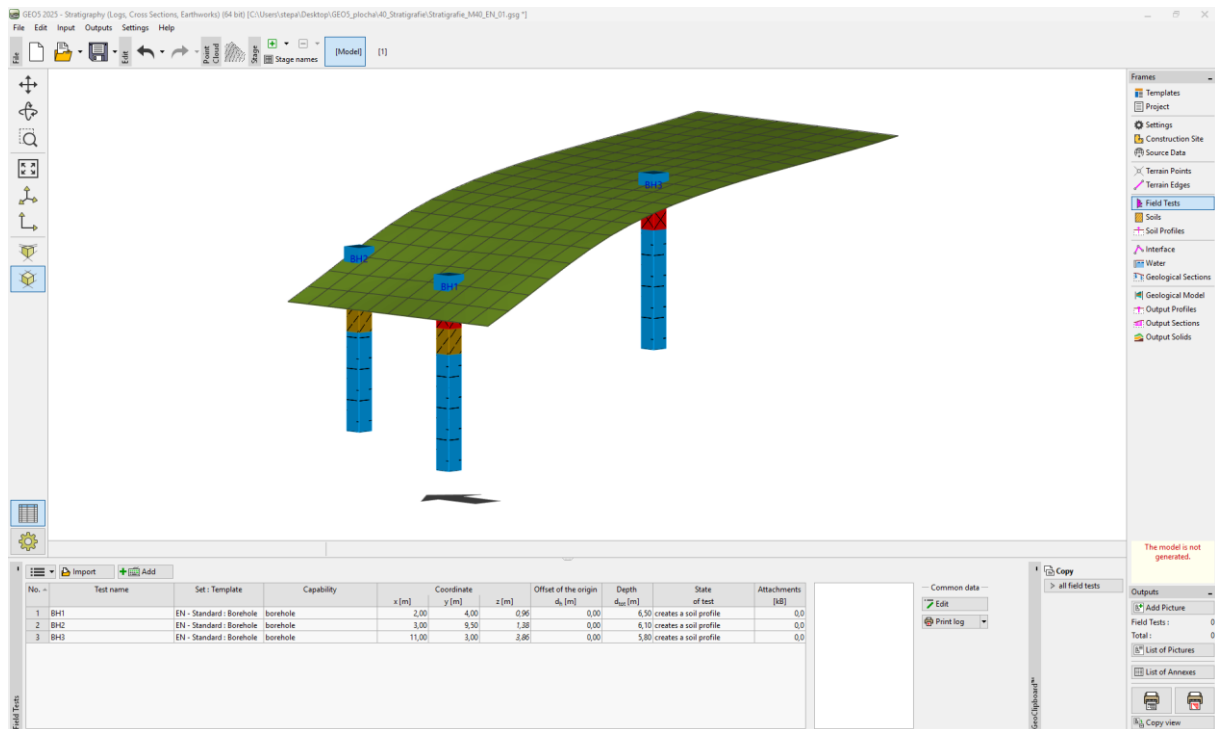 GEO5 2025 - Stratigraphy (Logs, Cross Sections, Earthworks) (64 bit) [C:\Users\stepa\Desktop\GEO5_plocha\40_Stratigrafie\Stratigrafie_M40_EN_01.gsg *]
File Edit Input Outputs Settings Help
File
Edit
Point Cloud
Stage
Stage names
[Model]
[1]
BH3
BH2
BH1
Frames
Templates
Project
Settings
Construction Site
Source Data
Terrain Points
Terrain Edges
Field Tests
Soils
Soil Profiles
Interface
Water
Geological Sections
Geological Model
Output Profiles
Output Sections
Output Solids
The model is not
generated.
Import Add
No. Test name Set : Template Capability Coordinate Offset of the origin Depth State Attachments
x [m] y [m] z [m] dₕ [m] dₜₒₜ [m] of test [kB]
1 BH1 EN - Standard : Borehole borehole 2,00 4,00 0,96 0,00 6,50 creates a soil profile 0,0
2 BH2 EN - Standard : Borehole borehole 3,00 9,50 1,38 0,00 6,10 creates a soil profile 0,0
3 BH3 EN - Standard : Borehole borehole 11,00 3,00 3,86 0,00 5,80 creates a soil profile 0,0
Field Tests
Common data
Edit
Print log
GeoClipboard™
Copy
> all field tests
Outputs
Add Picture
Field Tests : 0
Total : 0
List of Pictures
List of Annexes
Copy view